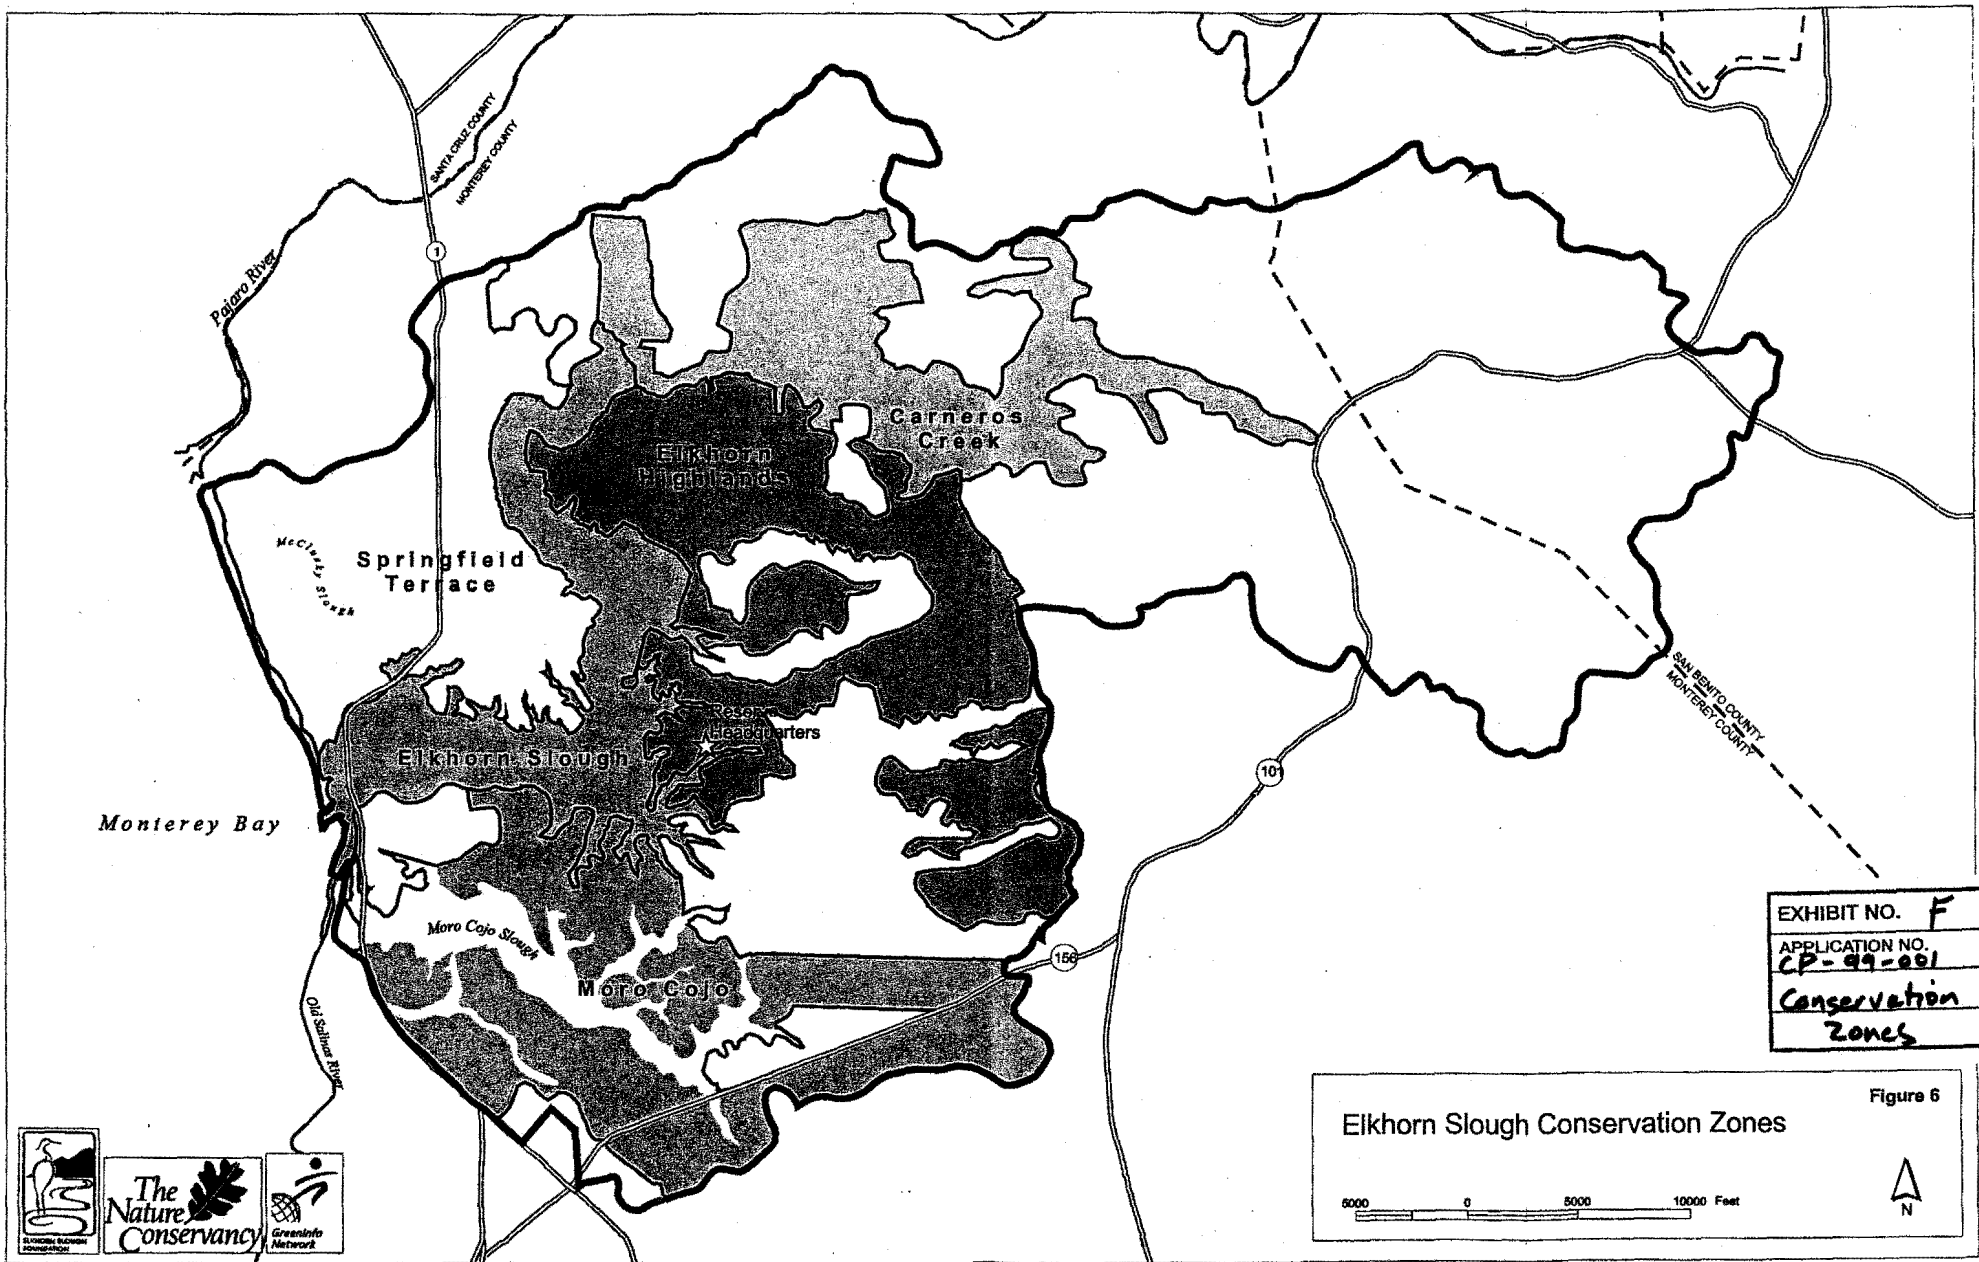 SANTA CRUZ COUNTY
MONTEREY COUNTY
1
Pajaro River
Carneros
Creek
Elkhorn
Highlands
McClusky Slough
Springfield
Terrace
Reserve
Headquarters
Elkhorn Slough
SAN BENITO COUNTY
MONTEREY COUNTY
101
Monterey Bay
Moro Cojo Slough
156
Moro Cojo
Old Salinas River
EXHIBIT NO. F
APPLICATION NO.
CP-99-001
Conservation
Zones
Figure 6
Elkhorn Slough Conservation Zones
5000 0 5000 10000 Feet
N
ELKHORN SLOUGH
FOUNDATION
The
Nature
Conservancy
GreenInfo
Network